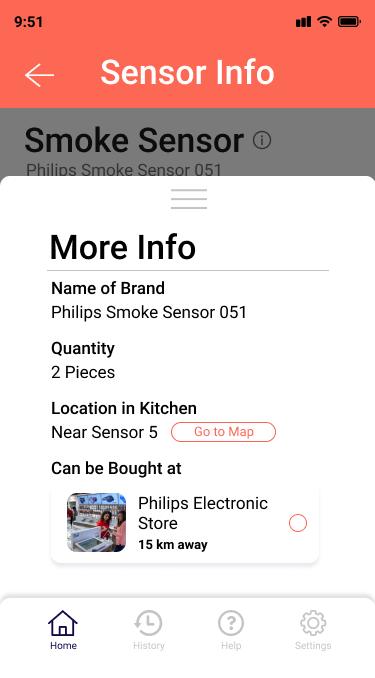 9:51
Sensor Info
Smoke Sensor
Philips Smoke Sensor 051
More Info
Name of Brand
Philips Smoke Sensor 051
Quantity
2 Pieces
Location in Kitchen
Near Sensor 5
Go to Map
Can be Bought at
Philips Electronic
Store
15 km away
Home
History
Help
Settings